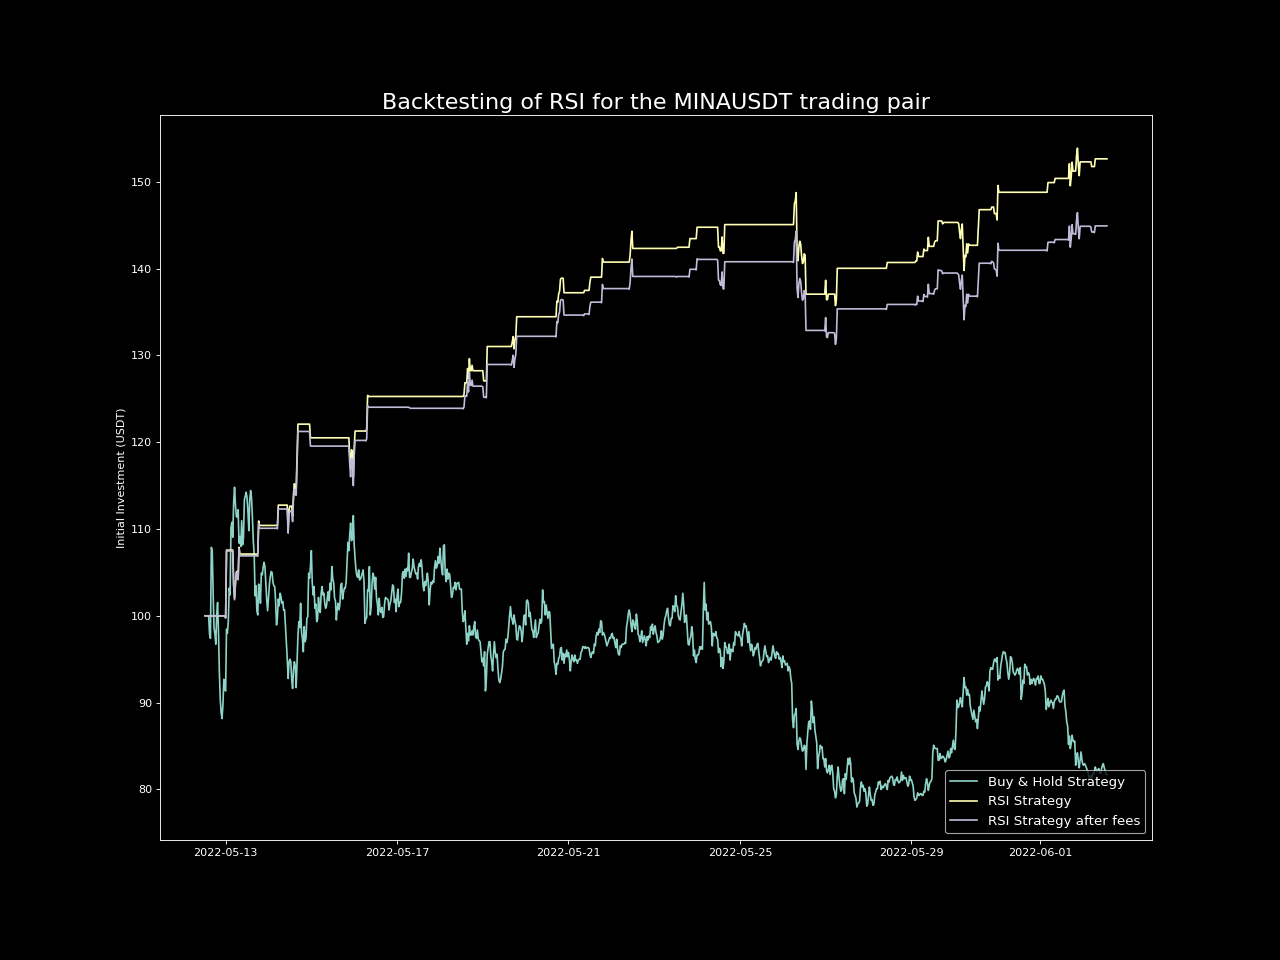 Backtesting of RSI for the MINAUSDT trading pair
Initial Investment (USDT)
150
140
130
120
110
100
90
80
2022-05-13
2022-05-17
2022-05-21
2022-05-25
2022-05-29
2022-06-01
Buy & Hold Strategy
RSI Strategy
RSI Strategy after fees